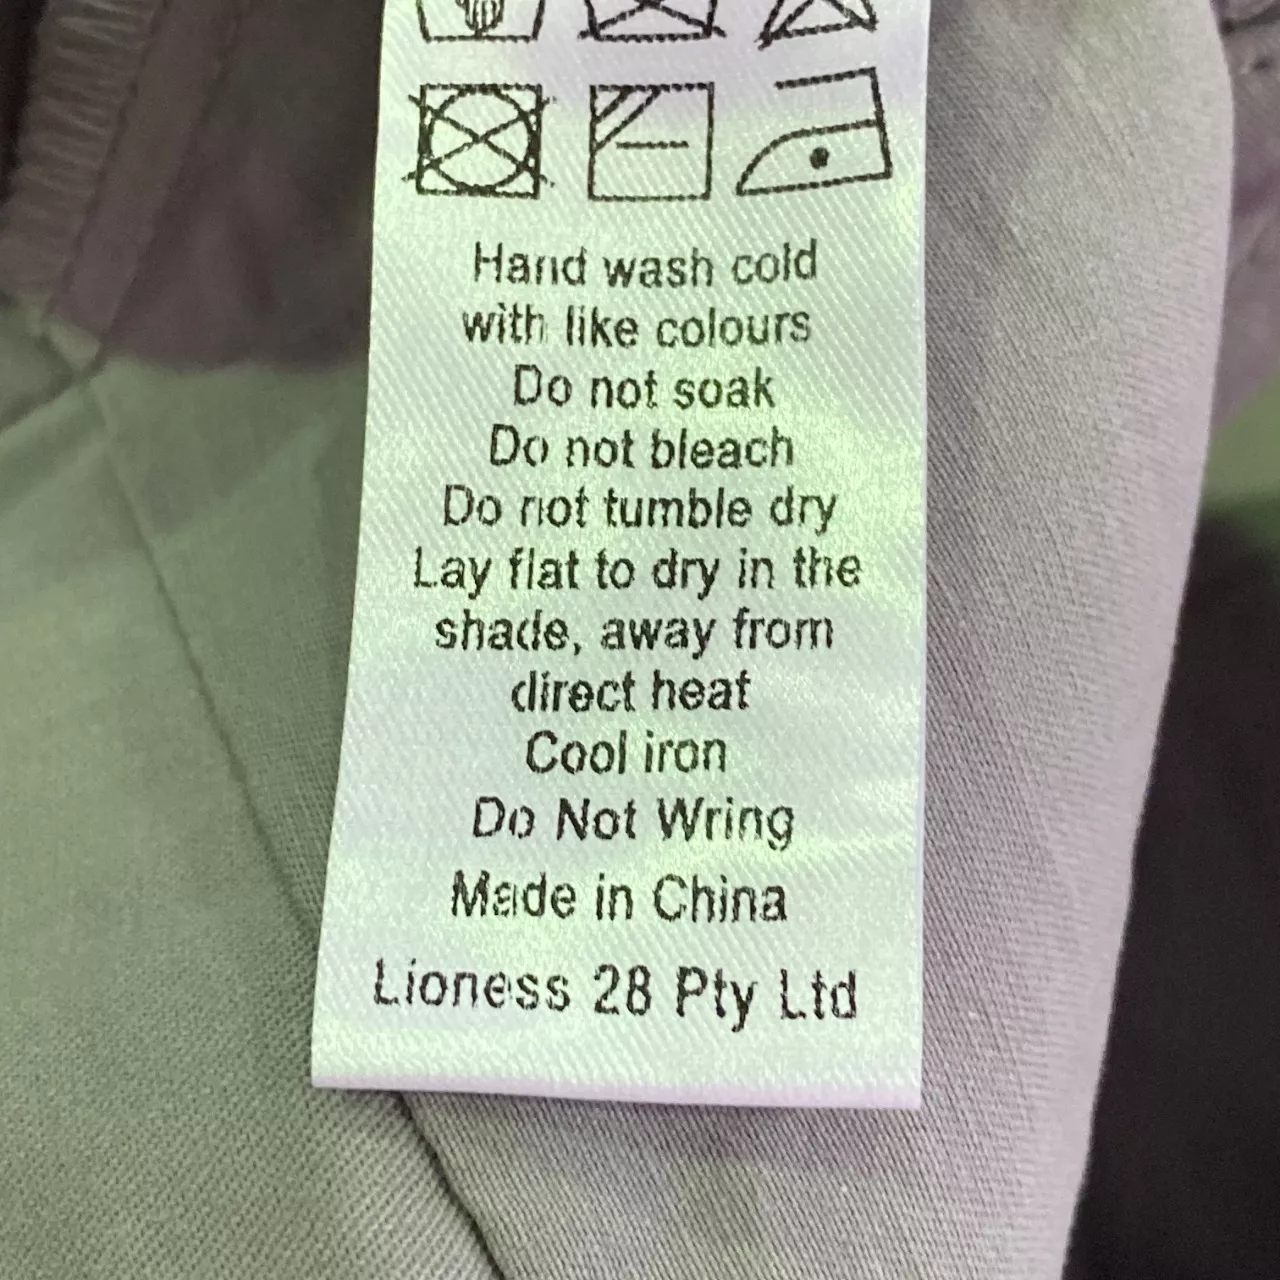 Hand wash cold
with like colours
Do not soak
Do not bleach
Do not tumble dry
Lay flat to dry in the
shade, away from
direct heat
Cool iron
Do Not Wring
Made in China
Lioness 28 Pty Ltd